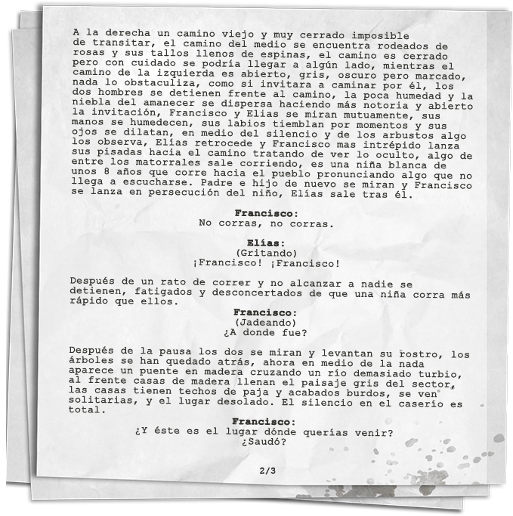 A la derecha un camino viejo y muy cerrado imposible
de transitar, el camino del medio se encuentra rodeados de
rosas y sus tallos llenos de espinas, el camino es cerrado
pero con cuidado se podría llegar a algún lado, mientras el
camino de la izquierda es abierto, gris, oscuro pero marcado,
nada lo obstaculiza, como si invitara a caminar por él, los
dos hombres se detienen frente al camino, la poca humedad y la
niebla del amanecer se dispersa haciendo más notoria y abierto
la invitación, Francisco y Elías se miran mutuamente, sus
manos se humedecen, sus labios tiemblan por momentos y sus
ojos se dilatan, en medio del silencio y de los arbustos algo
los observa, Elías retrocede y Francisco mas intrépido lanza
sus pisadas hacia el camino tratando de ver lo oculto, algo de
entre los matorrales sale corriendo, es una niña blanca de
unos 8 años que corre hacia el pueblo pronunciando algo que no
llega a escucharse. Padre e hijo de nuevo se miran y Francisco
se lanza en persecución del niño, Elías sale tras él.
Francisco:
No corras, no corras.
Elías:
(Gritando)
¡Francisco! ¡Francisco!
Después de un rato de correr y no alcanzar a nadie se
detienen, fatigados y desconcertados de que una niña corra más
rápido que ellos.
Francisco:
(Jadeando)
¿A donde fue?
Después de la pausa los dos se miran y levantan su rostro, los
árboles se han quedado atrás, ahora en medio de la nada
aparece un puente en madera cruzando un río demasiado turbio,
al frente casas de madera llenan el paisaje gris del sector,
las casas tienen techos de paja y acabados burdos, se ven
solitarias, y el lugar desolado. El silencio en el caserío es
total.
Francisco:
¿Y éste es el lugar dónde querías venir?
¿Saudó?
2/3